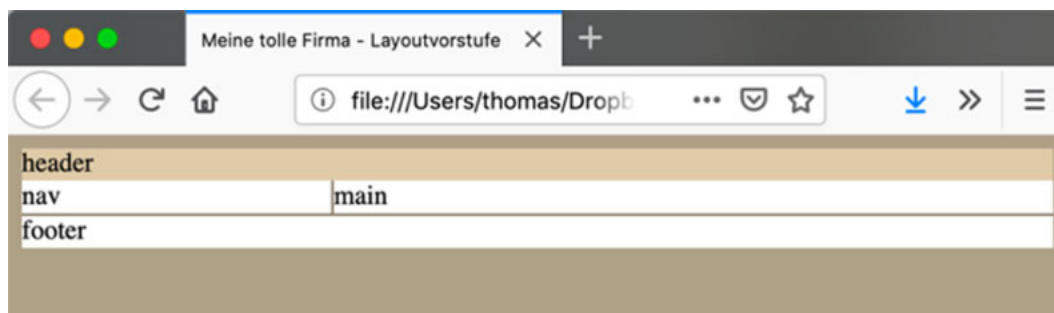 Meine tolle Firma - Layoutvorstufe
file:///Users/thomas/Dropb
header
nav main
footer